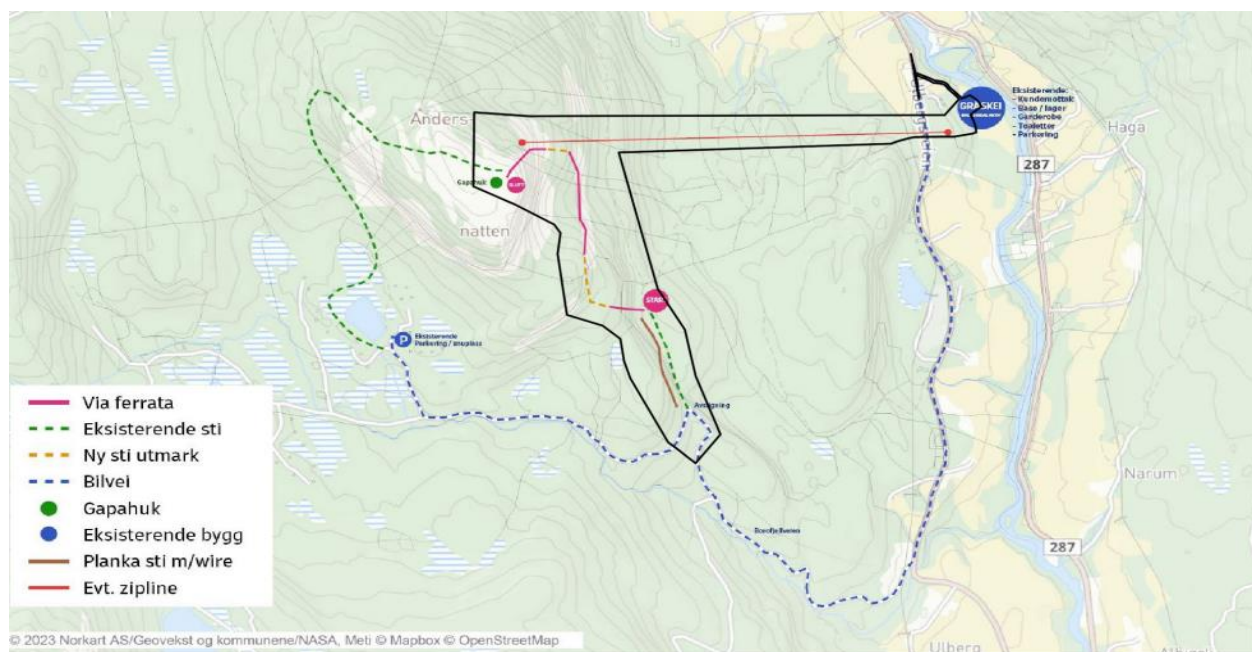 GRÅSKEI
Eksisterende:
- Kundemottak
- Base / lager
- Garderobe
- Toaletter
- Parkering
Haga
287
Anders-
Gapahuk
SLUTT
natten
START
P
Eksisterende
Parkering / snuplass
Avstigning
Narum
287
Via ferrata
Eksisterende sti
Ny sti utmark
Bilvei
Gapahuk
Eksisterende bygg
Planka sti m/wire
Evt. zipline
© 2023 Norkart AS/Geovekst og kommunene/NASA, Meti © Mapbox © OpenStreetMap
Ulberg